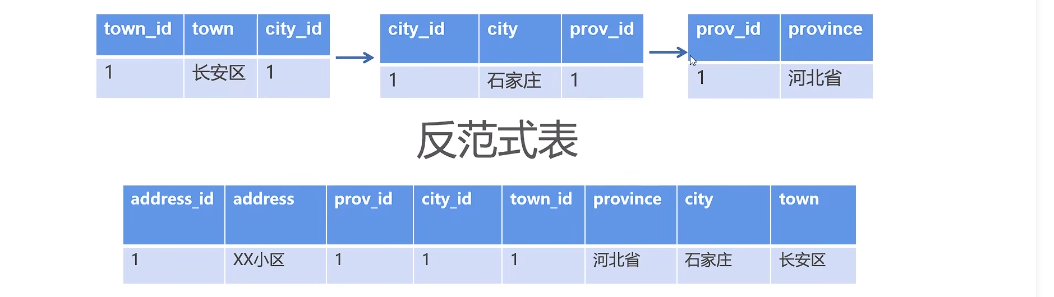 town_id town city_id city_id city prov_id prov_id province
1 长安区 1 1 石家庄 1 1 河北省
反范式表
address_id address prov_id city_id town_id province city town
1 XX小区 1 1 1 河北省 石家庄 长安区